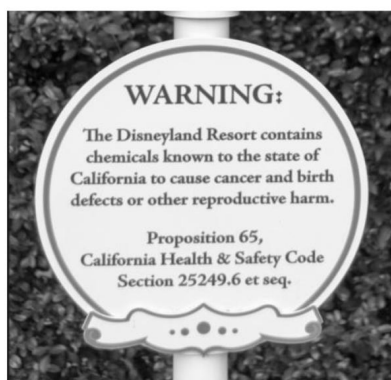 WARNING:
The Disneyland Resort contains
chemicals known to the state of
California to cause cancer and birth
defects or other reproductive harm.
Proposition 65,
California Health & Safety Code
Section 25249.6 et seq.